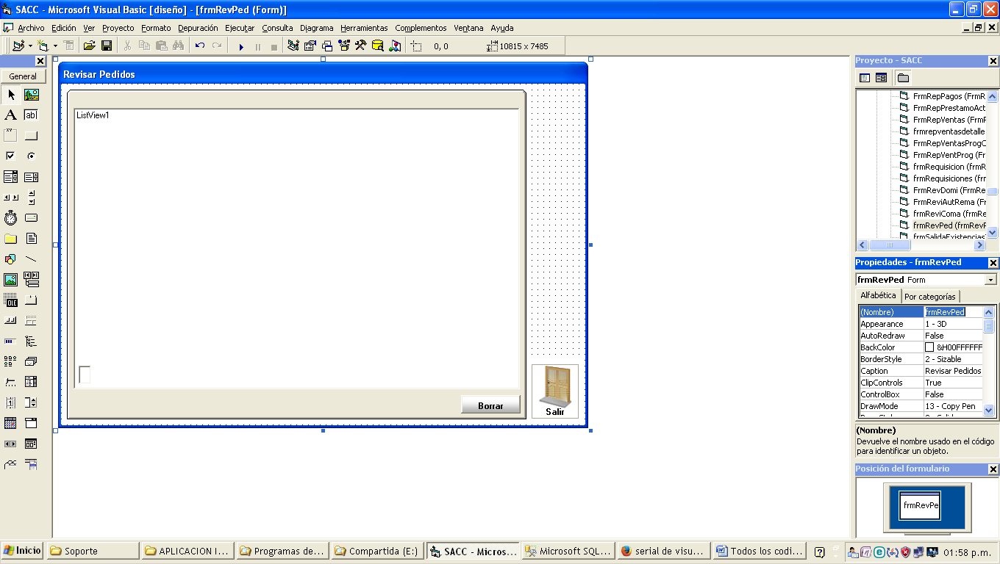 SACC - Microsoft Visual Basic [diseño] - [frmRevPed (Form)]
Archivo Edición Ver Proyecto Formato Depuración Ejecutar Consulta Diagrama Herramientas Complementos Ventana Ayuda
0, 0 10815 x 7485
General
A ab|
xy
OLE
Revisar Pedidos
ListView1
Borrar
Salir
Proyecto - SACC
FrmRepPagos (FrmR
FrmRepPrestamoAct
FrmRepVentas (FrmF
frmrepventasdetalle
FrmRepVentasProgC
FrmRepVentProg (Fr
frmRequisicion (frmR
frmRequisiciones (frr
FrmRevDomi (FrmRe
FrmReviAutRema (Fr
frmReviComa (frmRe
frmRevPed (frmRevF
frmSalidaExistencias
Propiedades - frmRevPed
frmRevPed Form
Alfabética Por categorías
(Nombre) frmRevPed
Appearance 1 - 3D
AutoRedraw False
BackColor &H00FFFFFF
BorderStyle 2 - Sizable
Caption Revisar Pedidos
ClipControls True
ControlBox False
DrawMode 13 - Copy Pen
(Nombre)
Devuelve el nombre usado en el código
para identificar un objeto.
Posición del formulario
frmRevPe
Inicio Soporte APLICACION I... Programas de... Compartida (E:) SACC - Micros... Microsoft SQL... serial de visu... Todos los codi... 01:58 p.m.